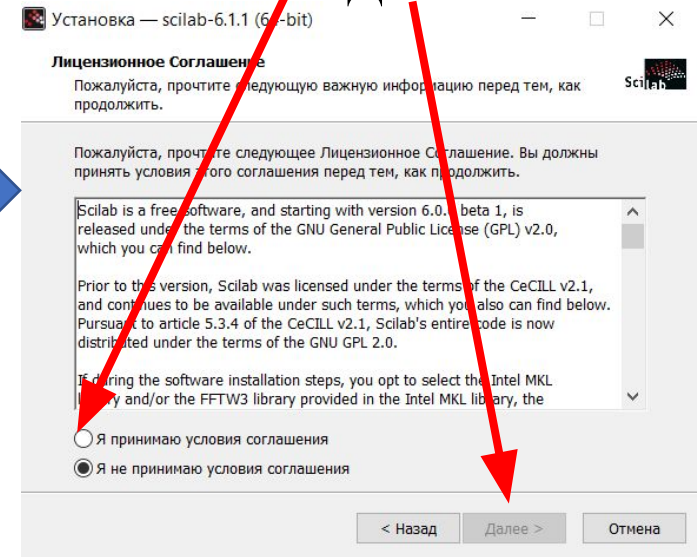 Установка — scilab-6.1.1 (64-bit)
Лицензионное Соглашение
Пожалуйста, прочтите следующую важную информацию перед тем, как
продолжить.
Scilab
Пожалуйста, прочтите следующее Лицензионное Соглашение. Вы должны
принять условия этого соглашения перед тем, как продолжить.
Scilab is a free software, and starting with version 6.0.0 beta 1, is
released under the terms of the GNU General Public License (GPL) v2.0,
which you can find below.
Prior to this version, Scilab was licensed under the terms of the CeCILL v2.1,
and continues to be available under such terms, which you also can find below.
Pursuant to article 5.3.4 of the CeCILL v2.1, Scilab's entire code is now
distributed under the terms of the GNU GPL 2.0.
If during the software installation steps, you opt to select the Intel MKL
library and/or the FFTW3 library provided in the Intel MKL library, the
Я принимаю условия соглашения
Я не принимаю условия соглашения
< Назад
Далее >
Отмена